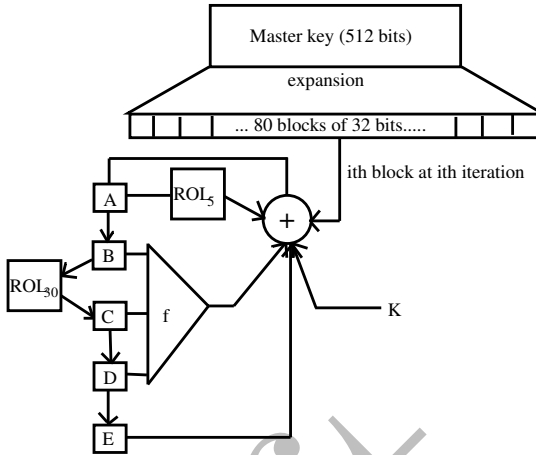 Master key (512 bits)
expansion
... 80 blocks of 32 bits.....
ith block at ith iteration
A
ROL5
+
B
ROL30
C
f
K
D
E